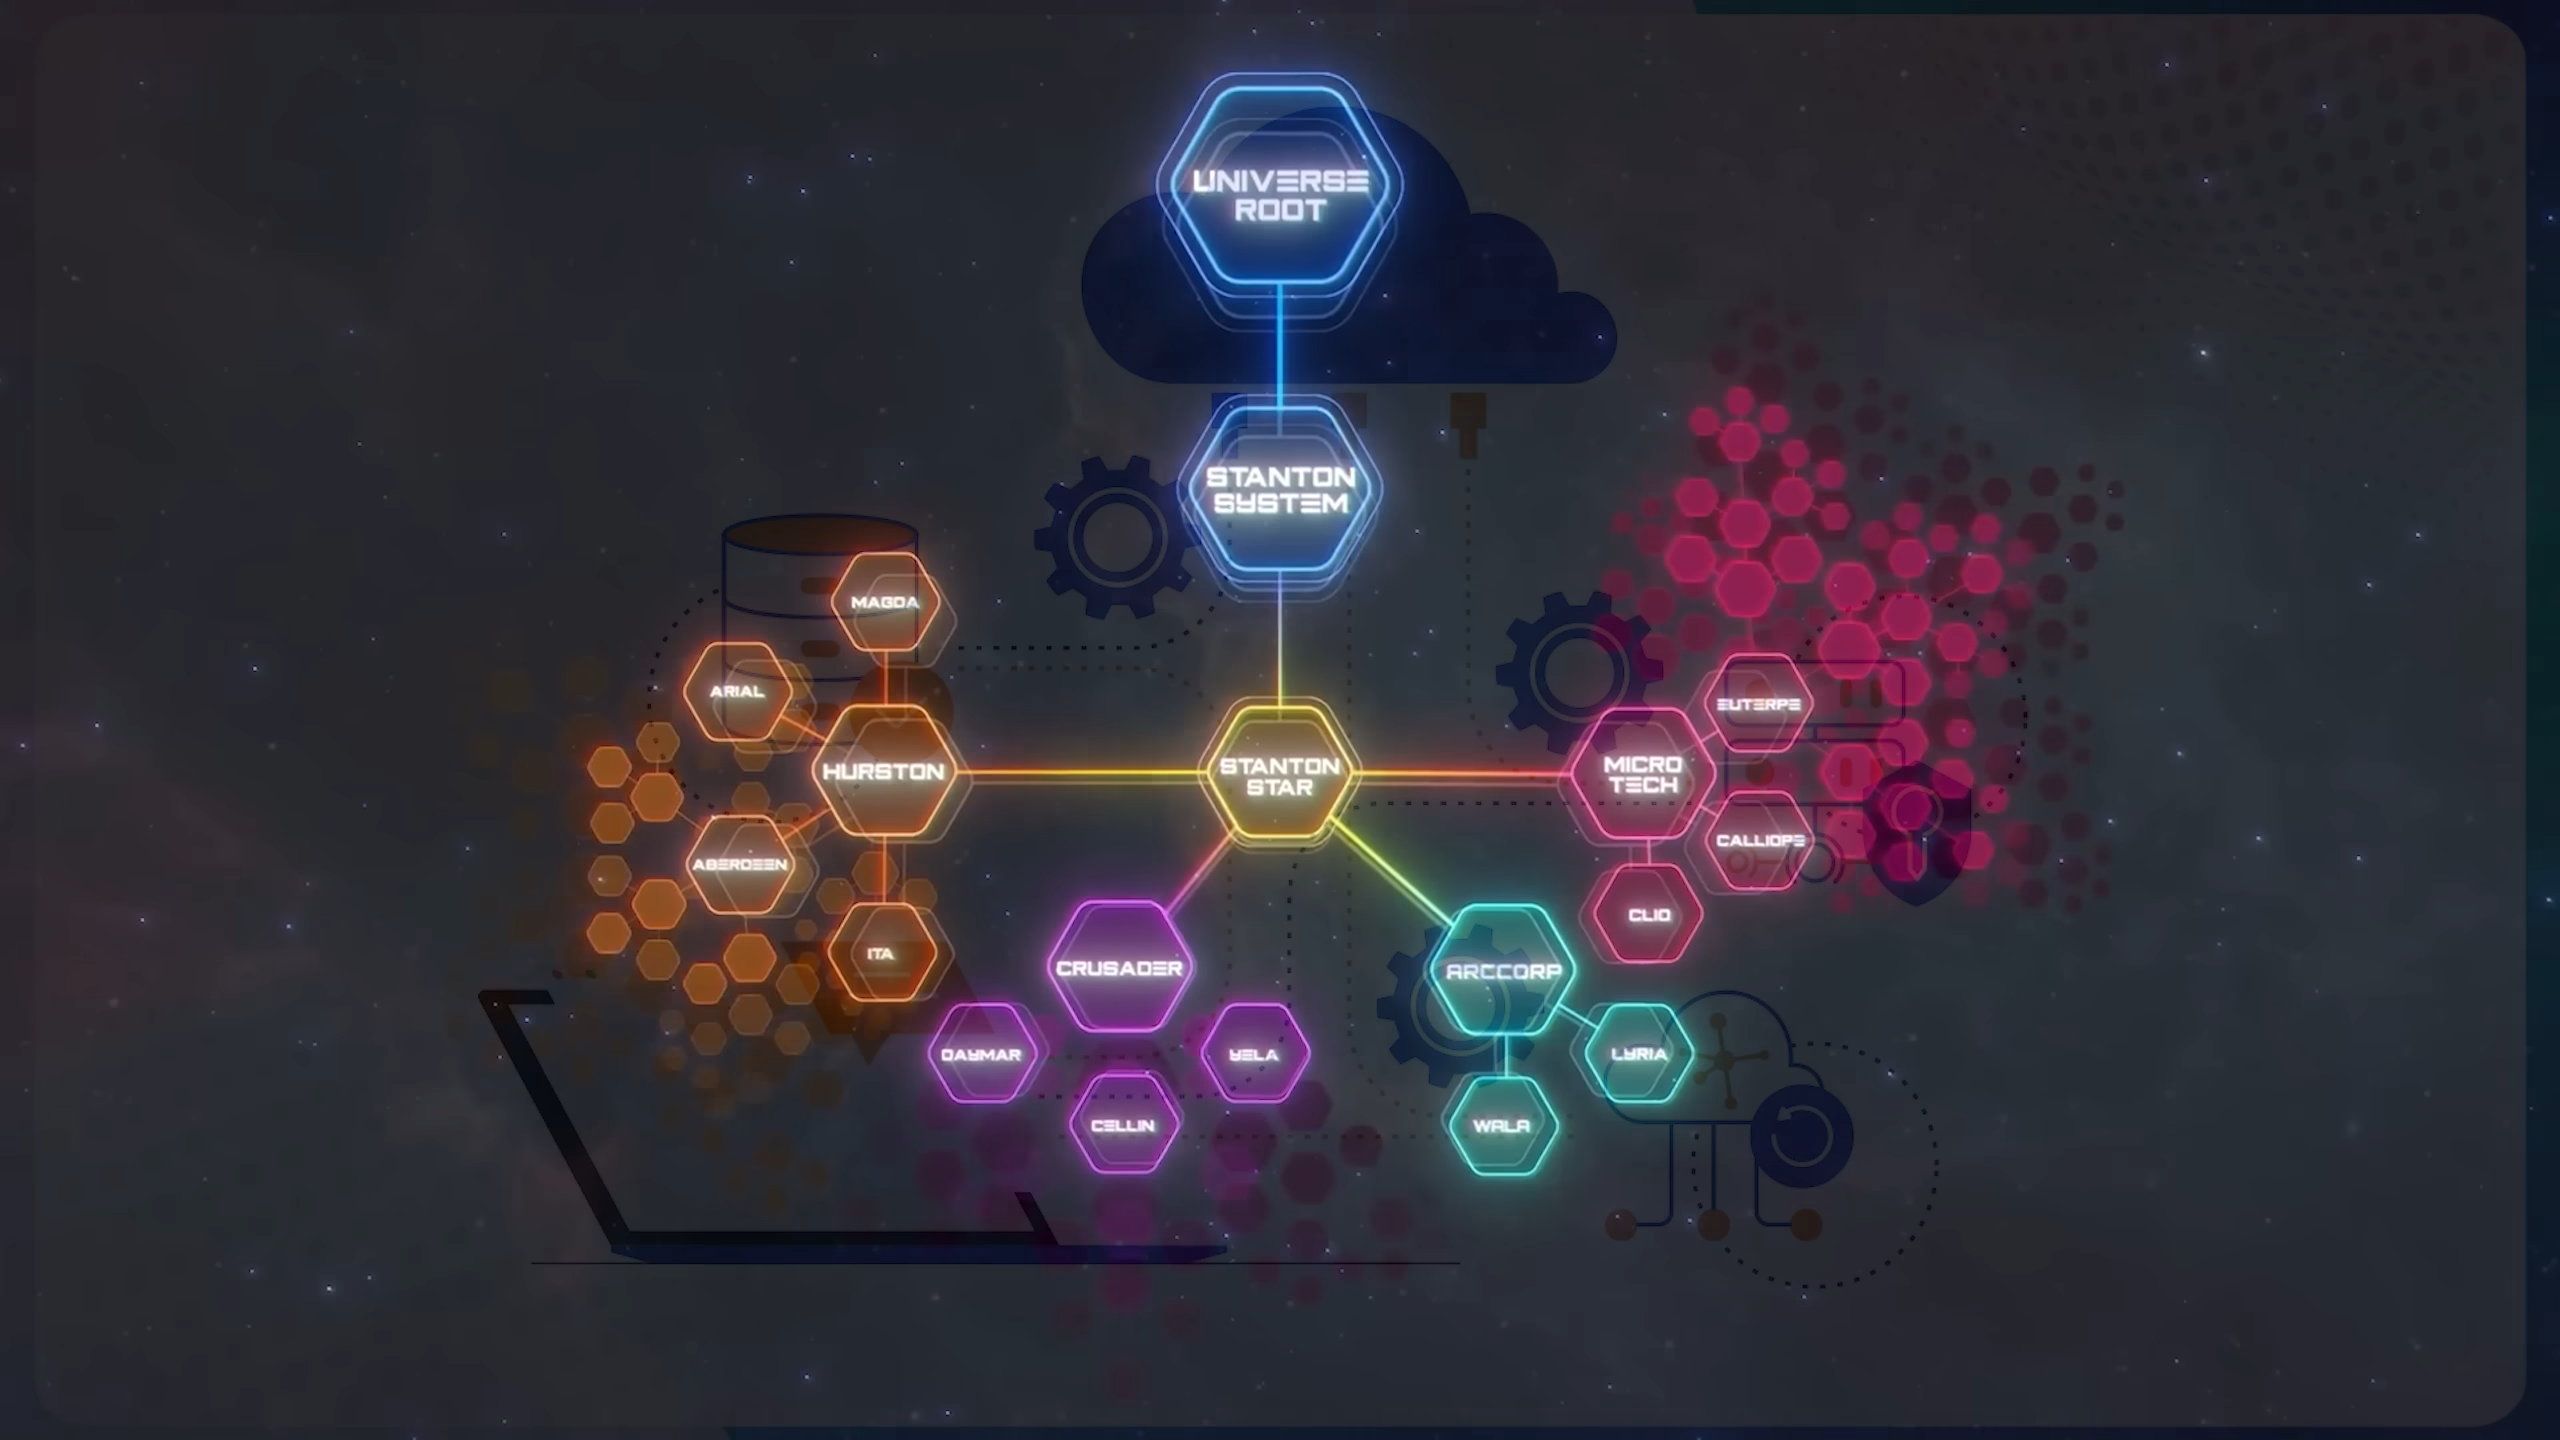 UNIVERSE
ROOT
STANTON
SYSTEM
MAGDA
ARIAL
EUTERPE
HURSTON
STANTON
STAR
MICRO
TECH
ABERDEEN
CALLIOPE
CLIO
ITA
CRUSADER
ARCCORP
DAYMAR
YELA
LYRIA
CELLIN
WALA